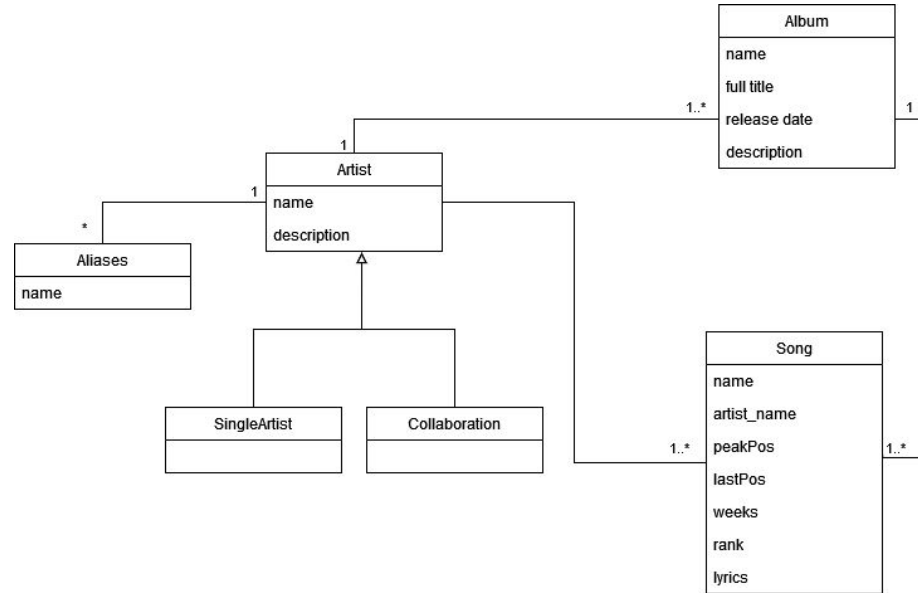 Album
name
full title
1..*
release date
1
description
1
Artist
1
name
description
*
Aliases
name
SingleArtist
Collaboration
Song
name
artist_name
peakPos
1..*
1..*
lastPos
weeks
rank
lyrics